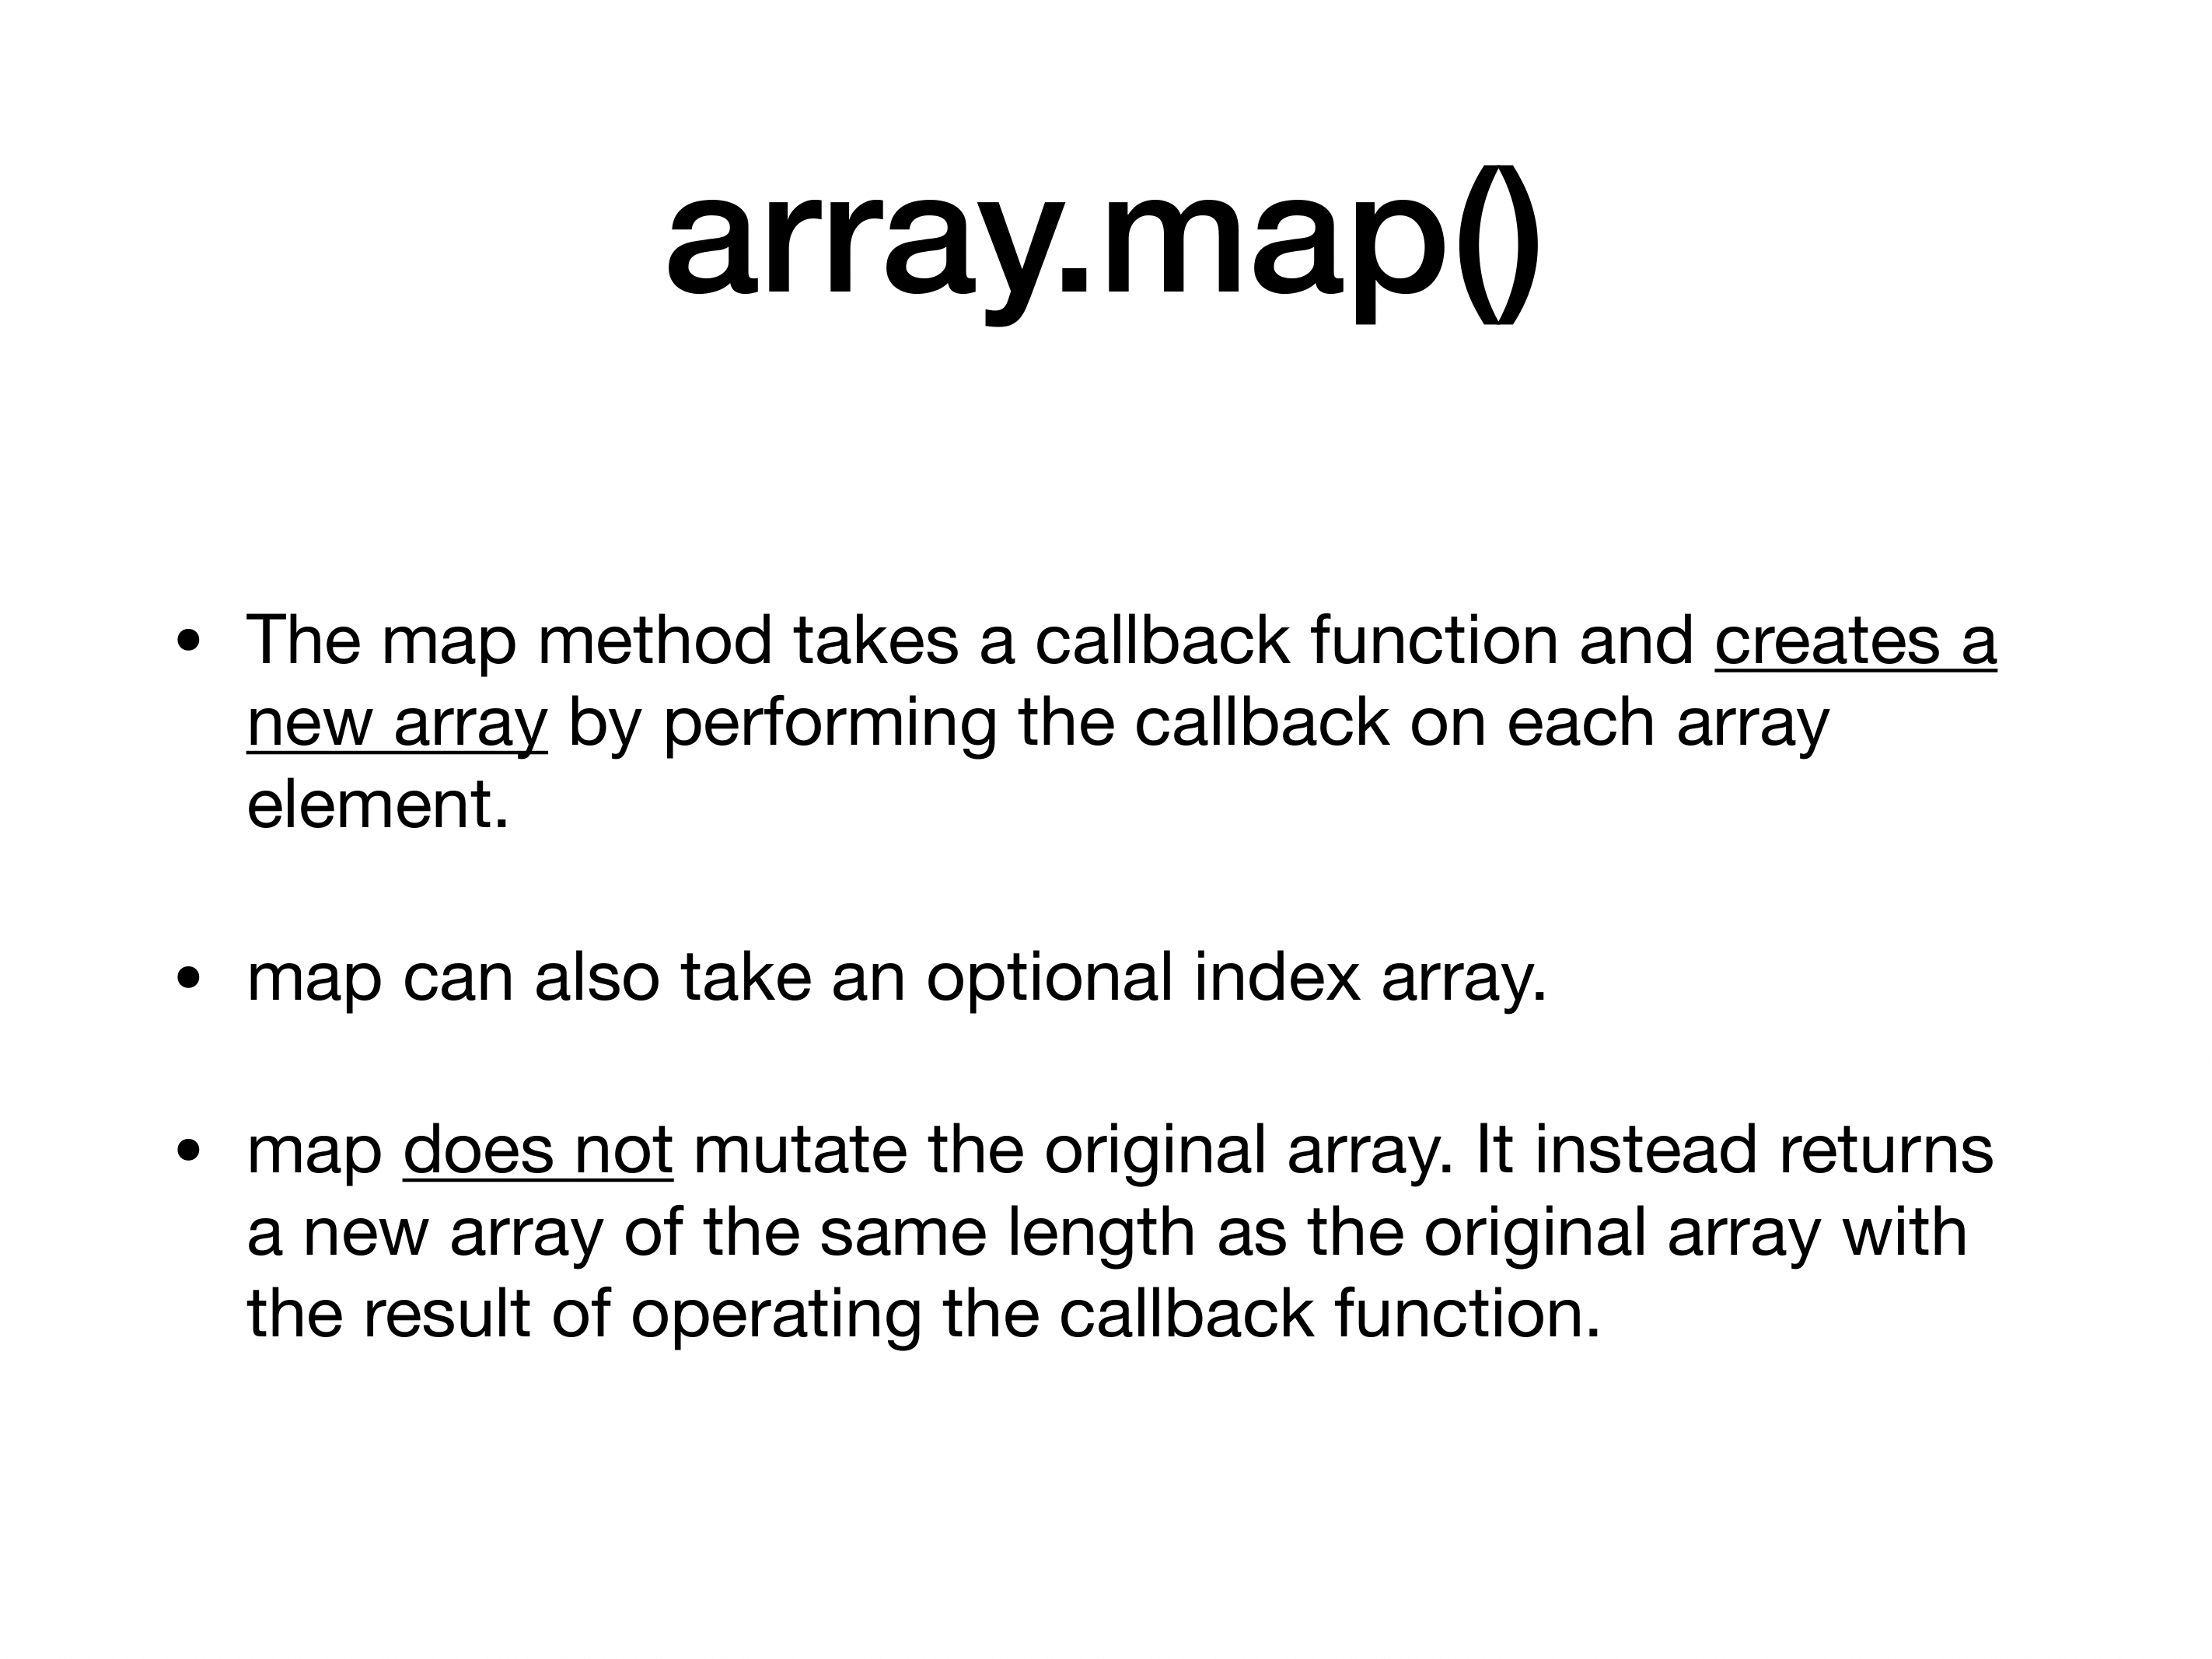 array.map()
• The map method takes a callback function and creates a
new array by performing the callback on each array
element.
• map can also take an optional index array.
• map does not mutate the original array. It instead returns
a new array of the same length as the original array with
the result of operating the callback function.